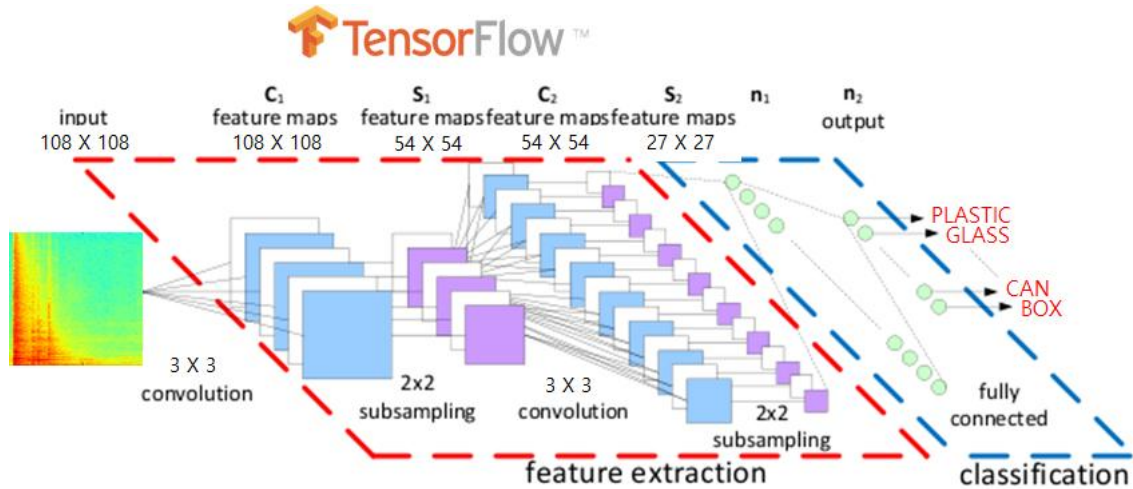 TensorFlow ™
input
108 X 108
C1
feature maps
108 X 108
S1
feature maps
54 X 54
C2
feature maps
54 X 54
S2
feature maps
27 X 27
n1
n2
output
PLASTIC
GLASS
CAN
BOX
3 X 3
convolution
2x2
subsampling
3 X 3
convolution
2x2
subsampling
fully
connected
feature extraction
classification